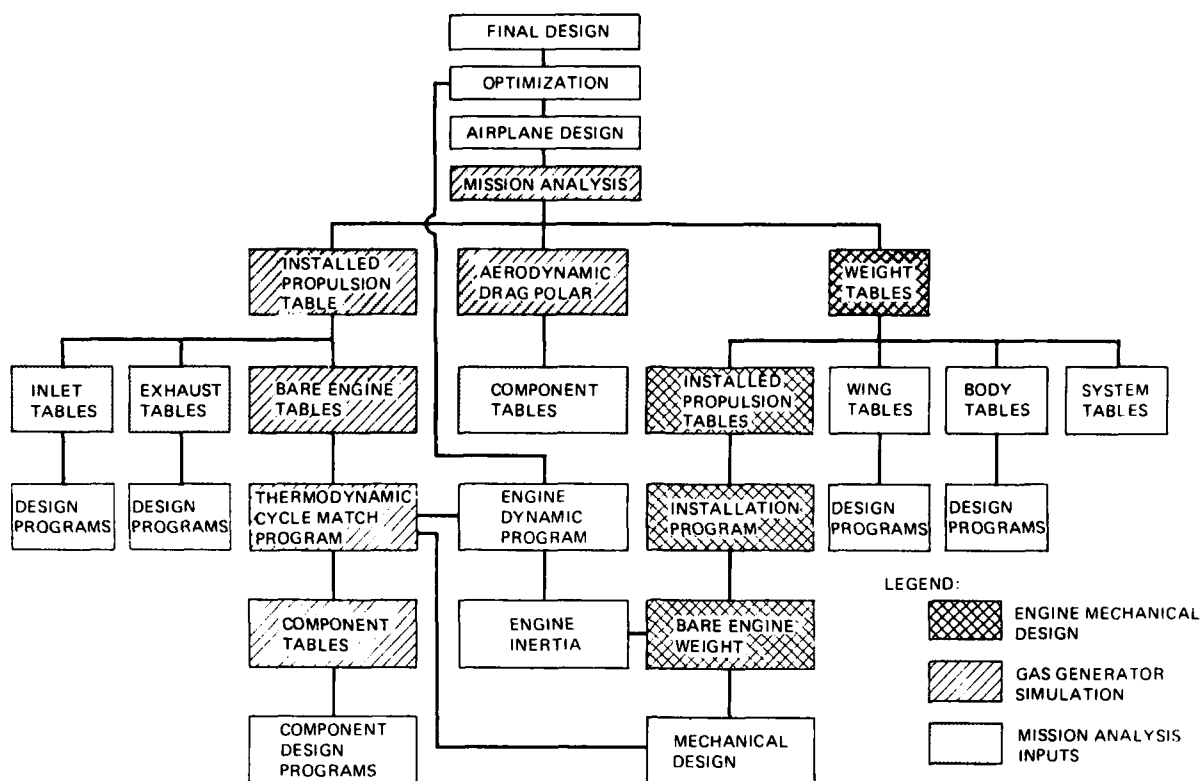 FINAL DESIGN
OPTIMIZATION
AIRPLANE DESIGN
MISSION ANALYSIS
INSTALLED
PROPULSION
TABLE
AERODYNAMIC
DRAG POLAR
WEIGHT
TABLES
INLET
TABLES
EXHAUST
TABLES
BARE ENGINE
TABLES
COMPONENT
TABLES
INSTALLED
PROPULSION
TABLES
WING
TABLES
BODY
TABLES
SYSTEM
TABLES
DESIGN
PROGRAMS
DESIGN
PROGRAMS
THERMODYNAMIC
CYCLE MATCH
PROGRAM
ENGINE
DYNAMIC
PROGRAM
INSTALLATION
PROGRAM
DESIGN
PROGRAMS
DESIGN
PROGRAMS
COMPONENT
TABLES
ENGINE
INERTIA
BARE ENGINE
WEIGHT
COMPONENT
DESIGN
PROGRAMS
MECHANICAL
DESIGN
LEGEND:
ENGINE MECHANICAL
DESIGN
GAS GENERATOR
SIMULATION
MISSION ANALYSIS
INPUTS